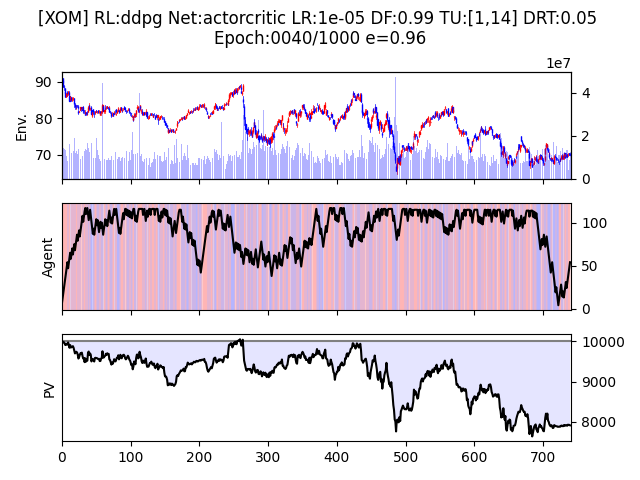 [XOM] RL:ddpg Net:actorcritic LR:1e-05 DF:0.99 TU:[1,14] DRT:0.05
Epoch:0040/1000 e=0.96
1e7
90
80
70
Env.
4
2
0
Agent
100
50
0
PV
10000
9000
8000
0 100 200 300 400 500 600 700